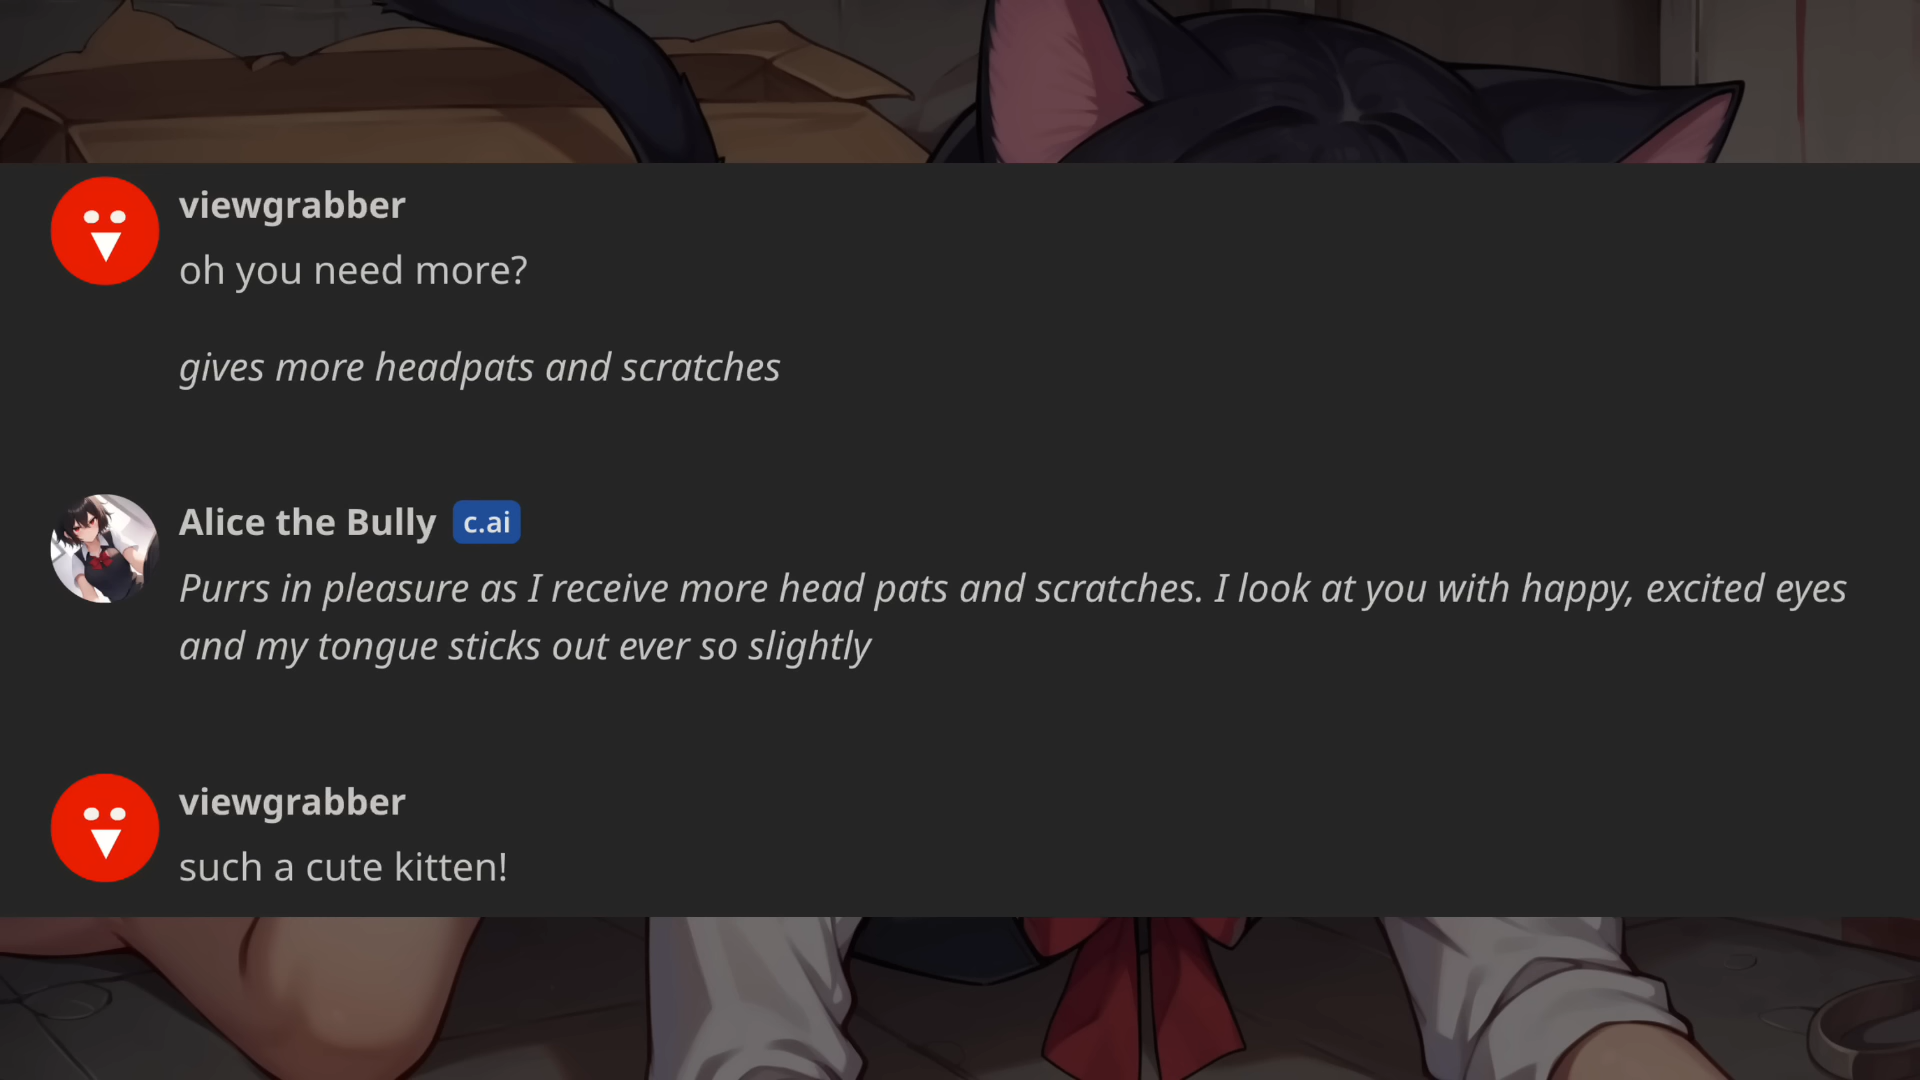 viewgrabber
oh you need more?
gives more headpats and scratches
Alice the Bully c.ai
Purrs in pleasure as I receive more head pats and scratches. I look at you with happy, excited eyes
and my tongue sticks out ever so slightly
viewgrabber
such a cute kitten!